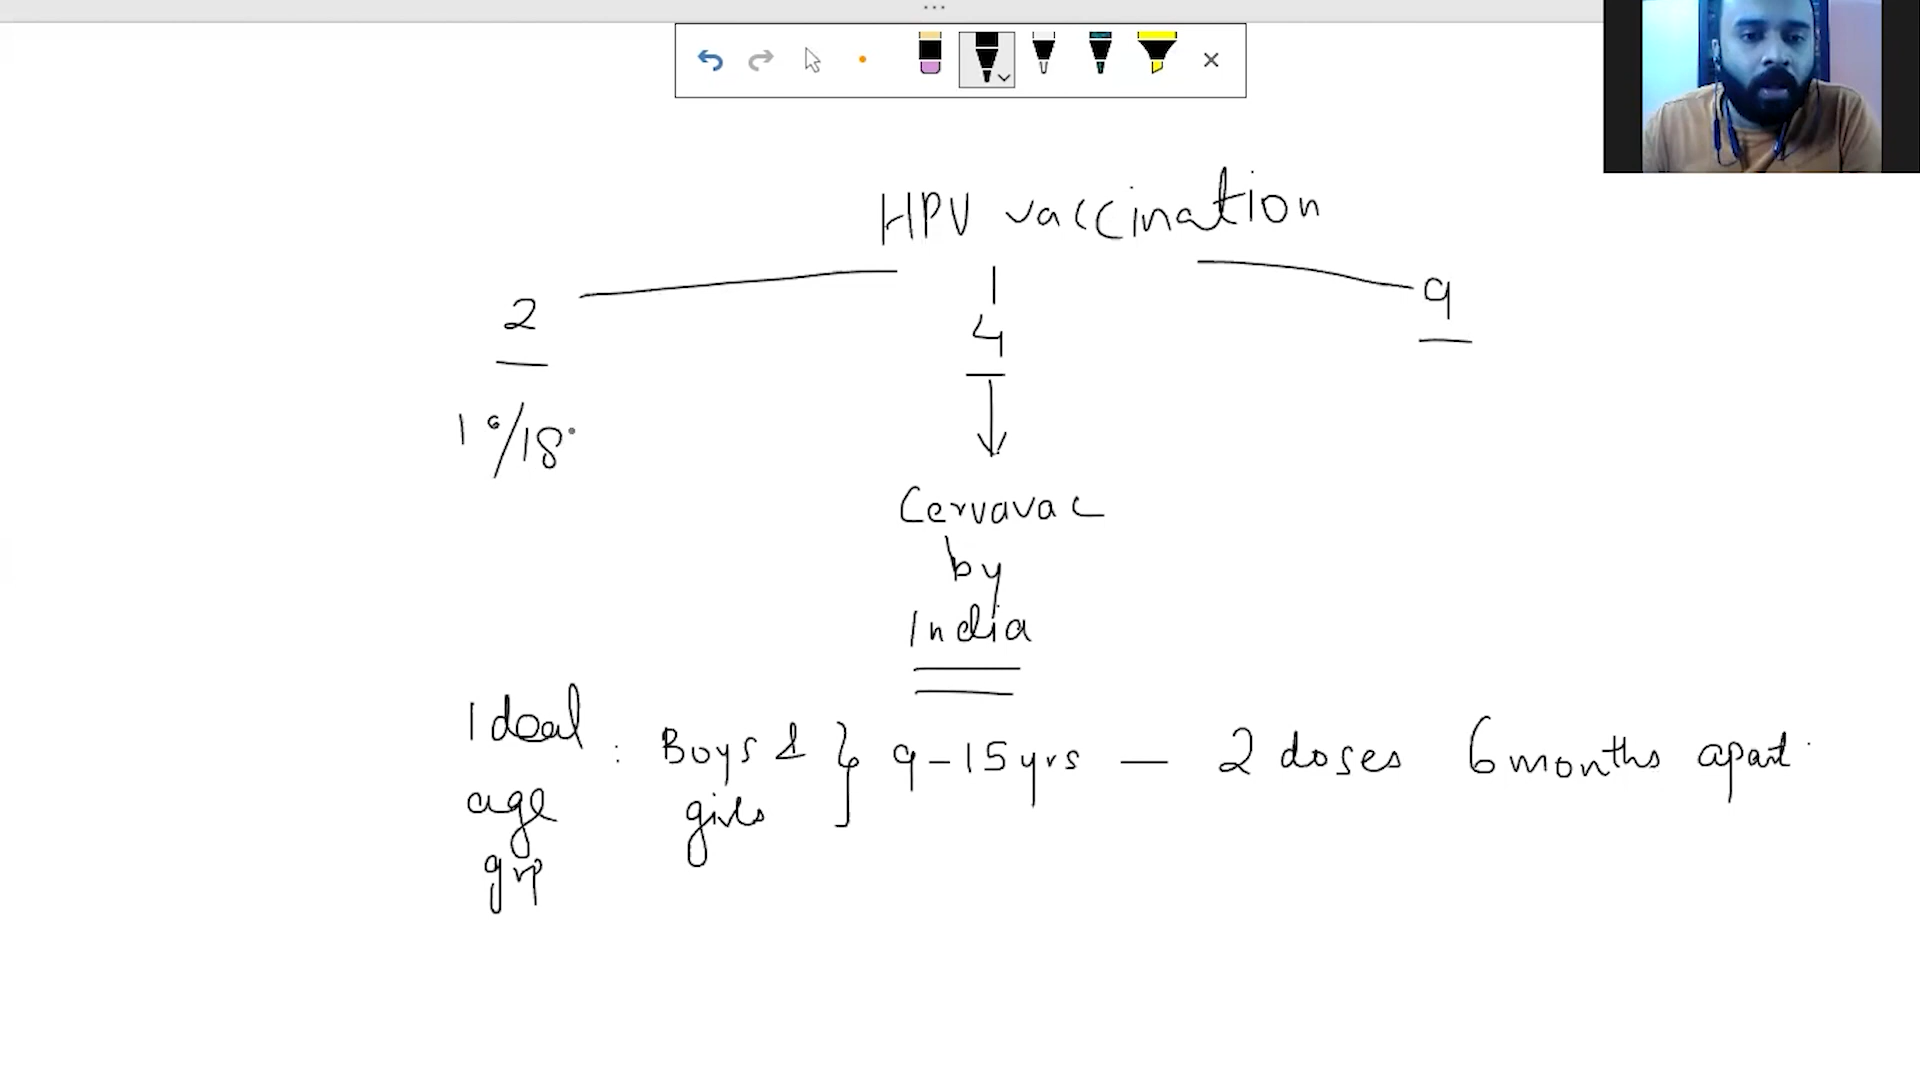 HPV vaccination
2 4 9
16/18
Cervavac
by
India
Ideal : Boys & } 9-15 yrs — 2 doses 6 months apart.
age girls
grp